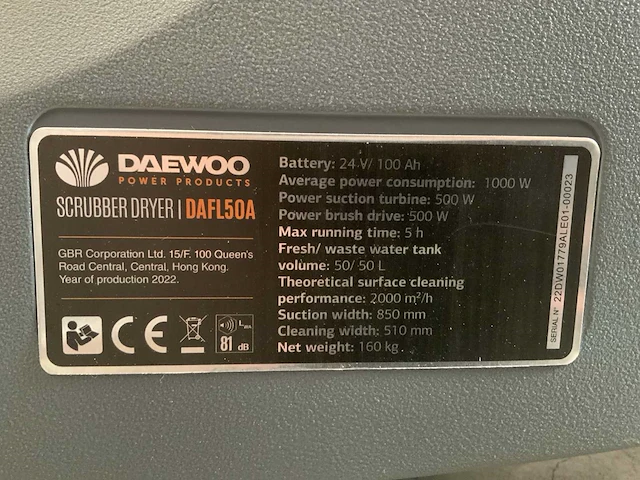 DAEWOO
POWER PRODUCTS
SCRUBBER DRYER | DAFL50A
GBR Corporation Ltd. 15/F. 100 Queen's
Road Central, Central, Hong Kong.
Year of production 2022.
CE
LWA
81 dB
Battery: 24 V/ 100 Ah
Average power consumption: 1000 W
Power suction turbine: 500 W
Power brush drive: 500 W
Max running time: 5 h
Fresh/ waste water tank
volume: 50/ 50 L
Theoretical surface cleaning
performance: 2000 m²/h
Suction width: 850 mm
Cleaning width: 510 mm
Net weight: 160 kg
SERIAL N° 22DW01779ALE01-00023